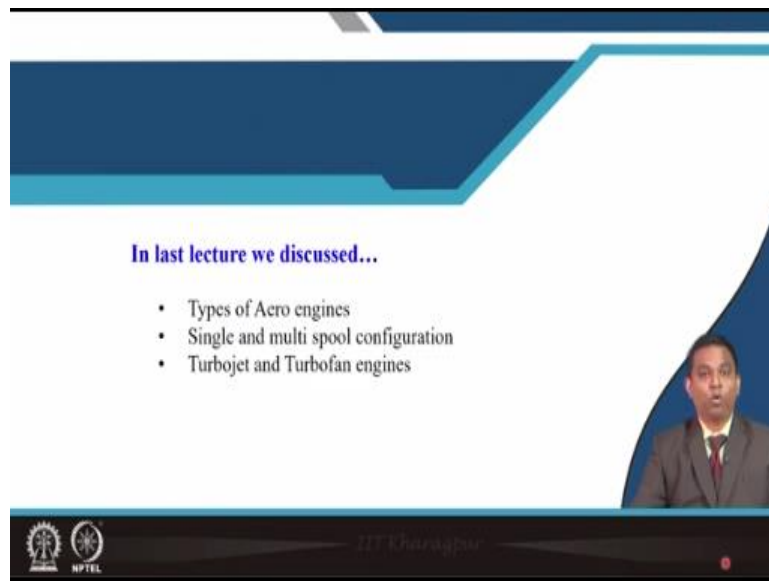 In last lecture we discussed...
• Types of Aero engines
• Single and multi spool configuration
• Turbojet and Turbofan engines
IIT Kharagpur
NPTEL